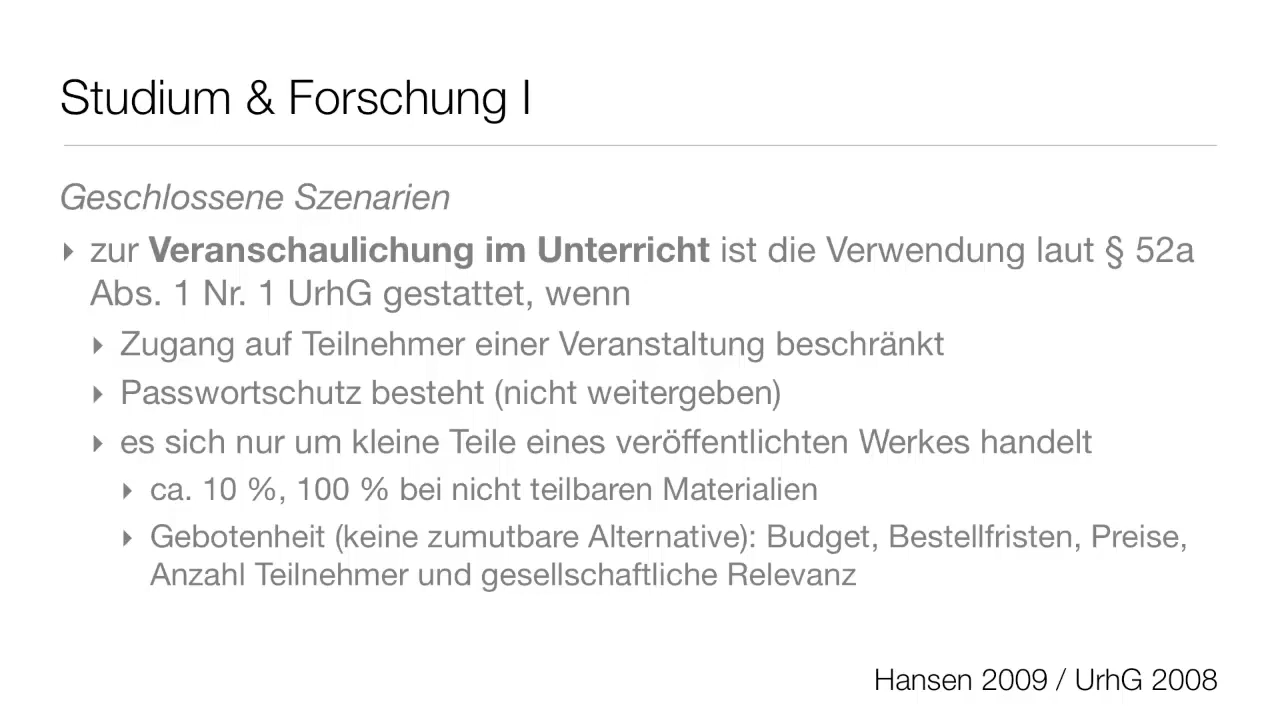 Studium & Forschung I
Geschlossene Szenarien
‣ zur Veranschaulichung im Unterricht ist die Verwendung laut § 52a
Abs. 1 Nr. 1 UrhG gestattet, wenn
‣ Zugang auf Teilnehmer einer Veranstaltung beschränkt
‣ Passwortschutz besteht (nicht weitergeben)
‣ es sich nur um kleine Teile eines veröffentlichten Werkes handelt
‣ ca. 10 %, 100 % bei nicht teilbaren Materialien
‣ Gebotenheit (keine zumutbare Alternative): Budget, Bestellfristen, Preise,
Anzahl Teilnehmer und gesellschaftliche Relevanz
Hansen 2009 / UrhG 2008